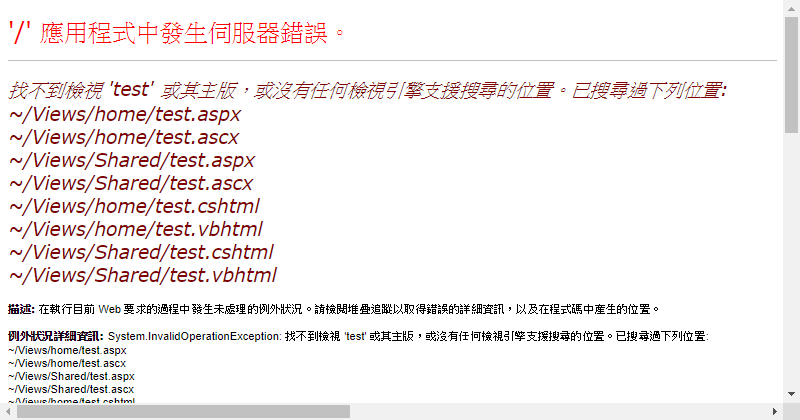 '/' 應用程式中發生伺服器錯誤。
找不到檢視 'test' 或其主版，或沒有任何檢視引擎支援搜尋的位置。已搜尋過下列位置:
~/Views/home/test.aspx
~/Views/home/test.ascx
~/Views/Shared/test.aspx
~/Views/Shared/test.ascx
~/Views/home/test.cshtml
~/Views/home/test.vbhtml
~/Views/Shared/test.cshtml
~/Views/Shared/test.vbhtml
描述: 在執行目前 Web 要求的過程中發生未處理的例外狀況。請檢閱堆疊追蹤以取得錯誤的詳細資訊，以及在程式碼中產生的位置。
例外狀況詳細資訊: System.InvalidOperationException: 找不到檢視 'test' 或其主版，或沒有任何檢視引擎支援搜尋的位置。已搜尋過下列位置:
~/Views/home/test.aspx
~/Views/home/test.ascx
~/Views/Shared/test.aspx
~/Views/Shared/test.ascx
~/Views/home/test.cshtml